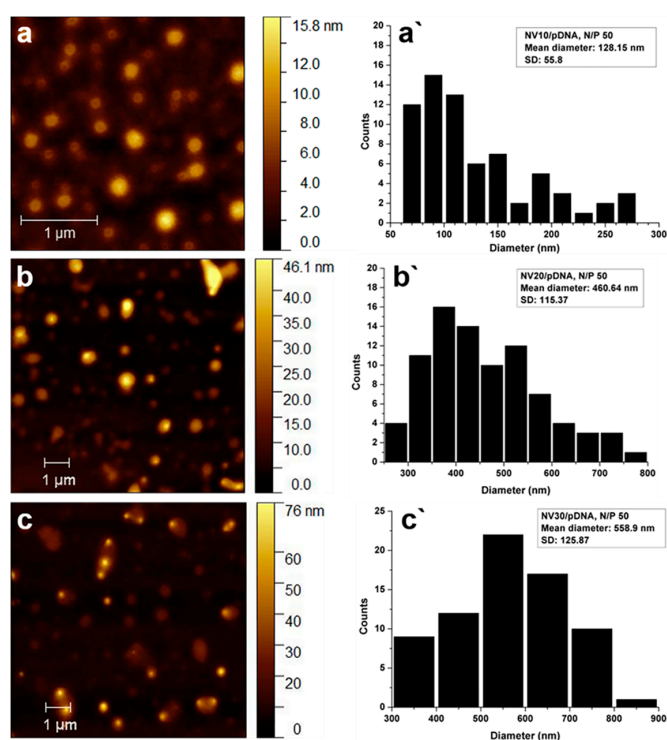 a
15.8 nm
12.0
10.0
8.0
6.0
4.0
2.0
0.0
1 µm
a`
NV10/pDNA, N/P 50
Mean diameter: 128.15 nm
SD: 55.8
Counts
20
18
16
14
12
10
8
6
4
2
0
50 100 150 200 250 300
Diameter (nm)
b
46.1 nm
40.0
35.0
30.0
25.0
20.0
15.0
10.0
0.0
1 µm
b`
NV20/pDNA, N/P 50
Mean diameter: 460.64 nm
SD: 115.37
Counts
20
18
16
14
12
10
8
6
4
2
0
300 400 500 600 700 800
Diameter (nm)
c
76 nm
60
50
40
30
20
0
1 µm
c`
NV30/pDNA, N/P 50
Mean diameter: 558.9 nm
SD: 125.87
Counts
25
20
15
10
5
0
300 400 500 600 700 800 900
Diameter (nm)